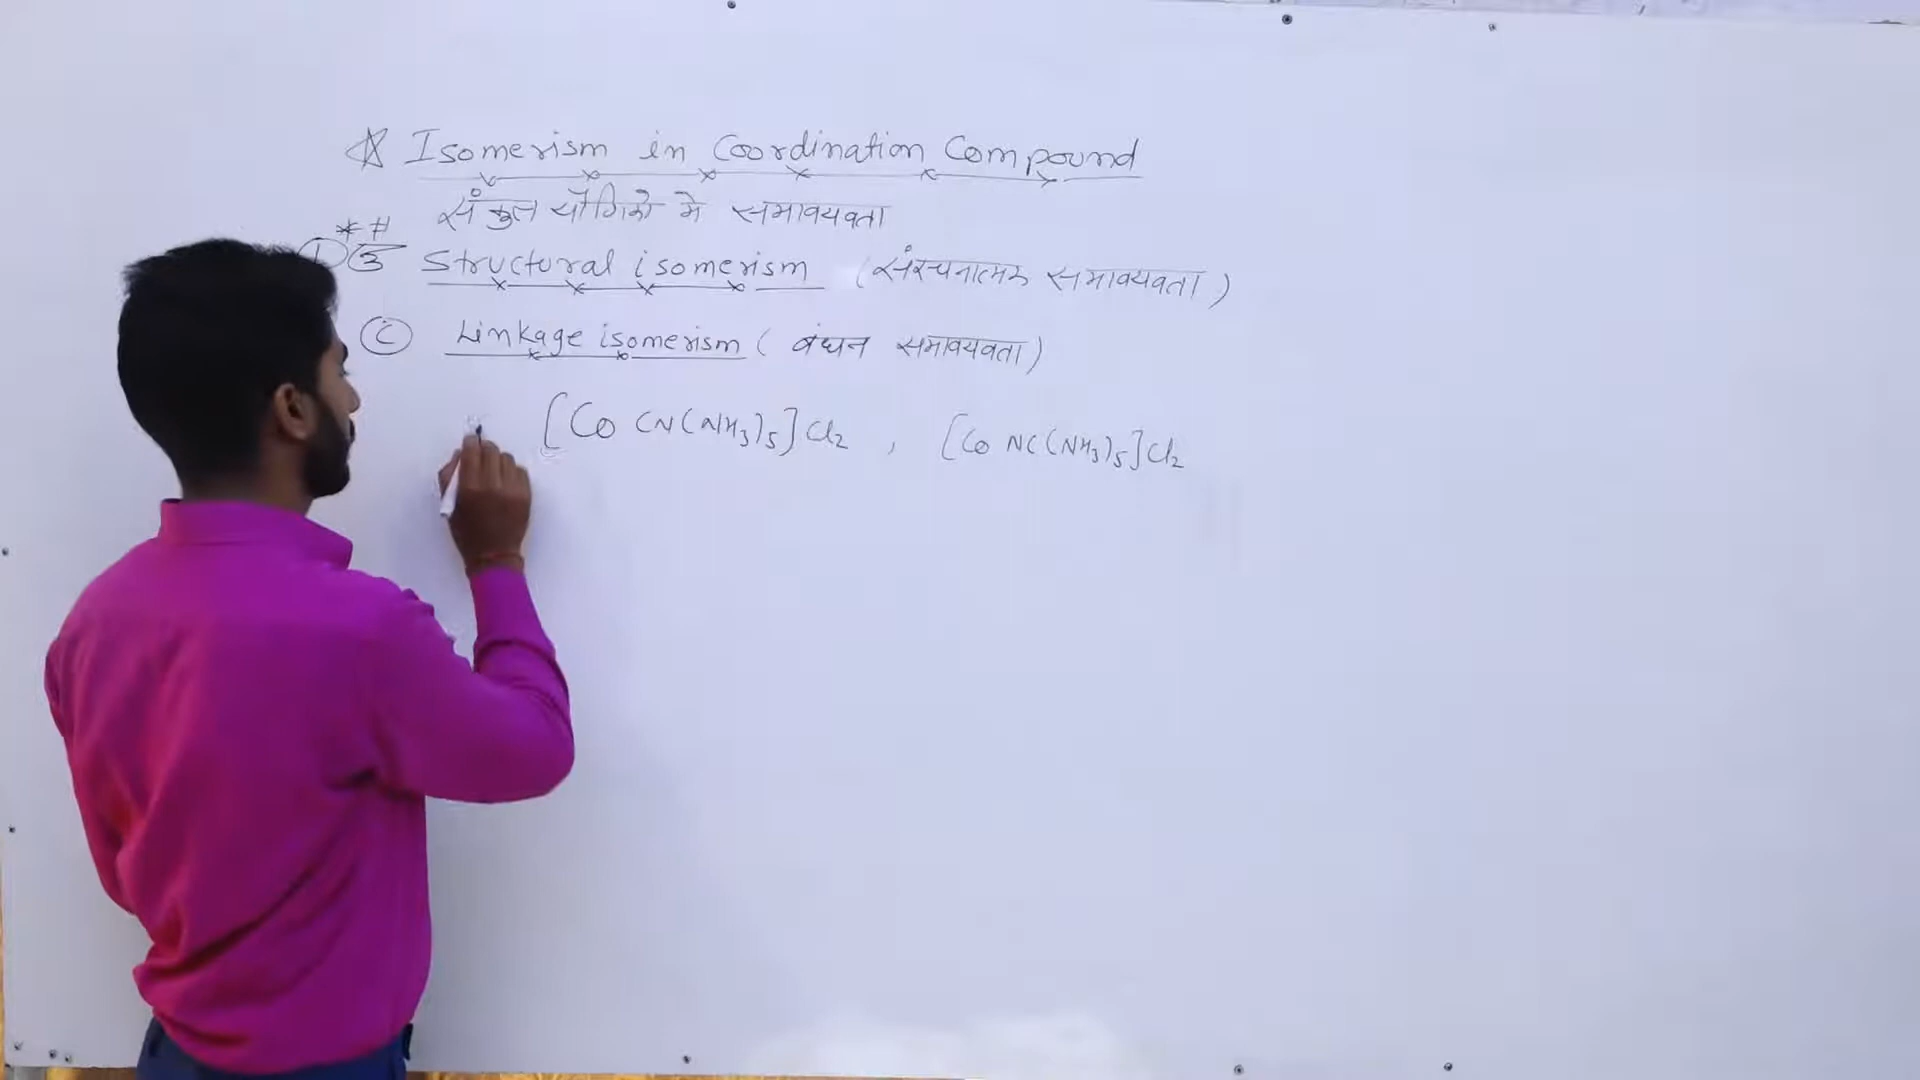 ☆ Isomerism in Coordination Compound
संकुल यौगिको मे समावयवता
* #
① ③ Structural isomerism (संरचनात्मक समावयवता)
Ⓒ Linkage isomerism (बंधन समावयवता)
[Co CN(NH₃)₅]Cl₂ , [Co NC(NH₃)₅]Cl₂